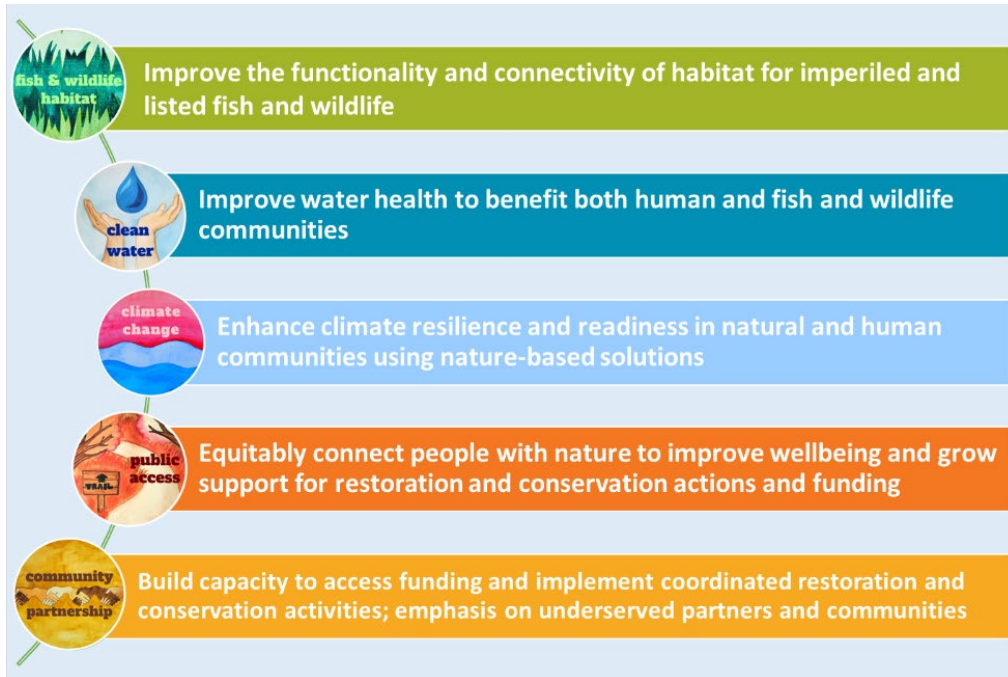 fish & wildlife
habitat
Improve the functionality and connectivity of habitat for imperiled and
listed fish and wildlife
clean
water
Improve water health to benefit both human and fish and wildlife
communities
climate
change
Enhance climate resilience and readiness in natural and human
communities using nature-based solutions
public
access
TRAIL
Equitably connect people with nature to improve wellbeing and grow
support for restoration and conservation actions and funding
community
partnership
Build capacity to access funding and implement coordinated restoration and
conservation activities; emphasis on underserved partners and communities